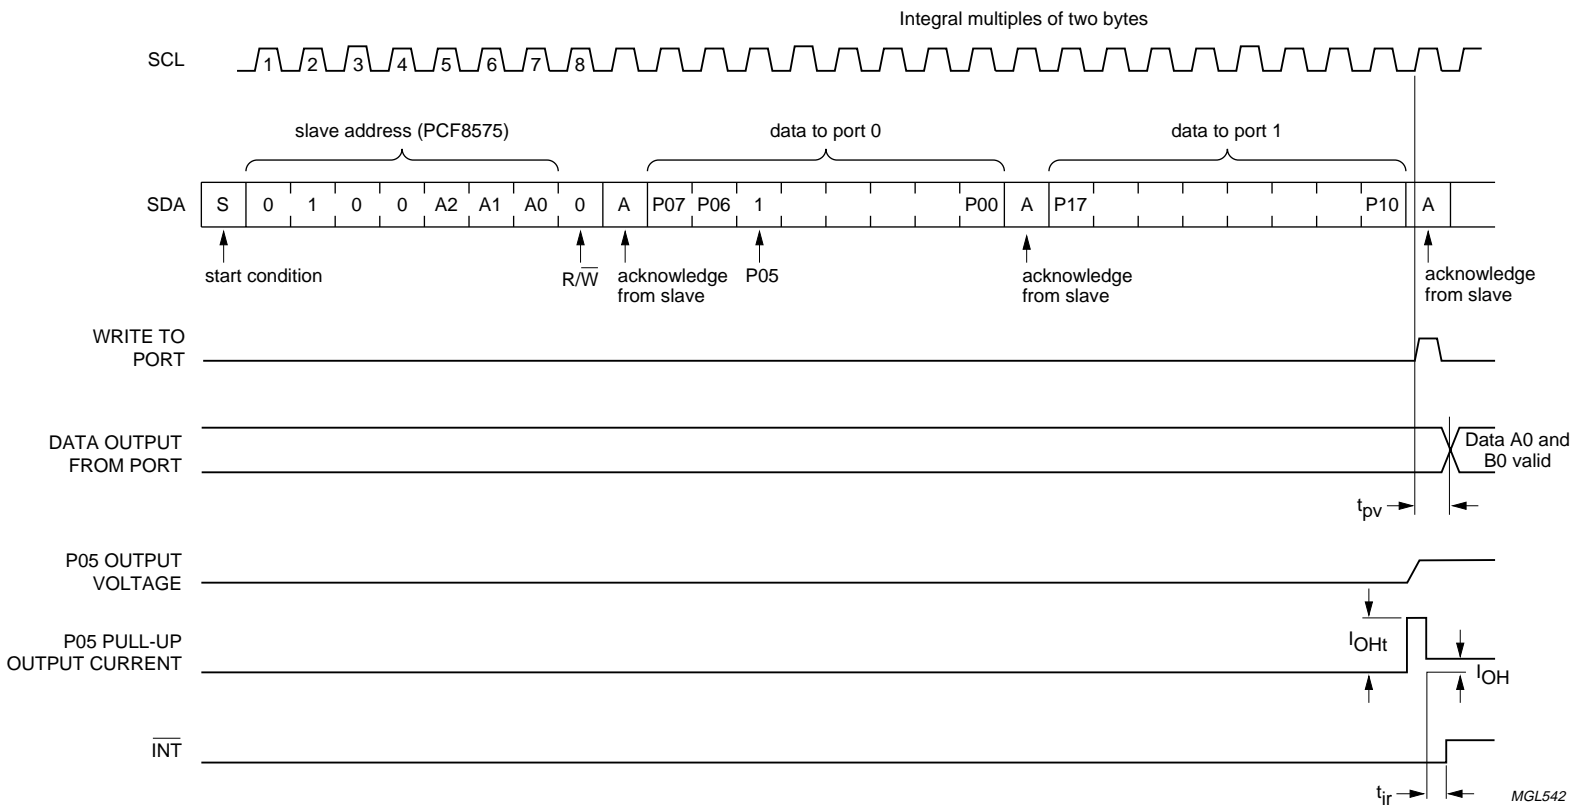 Integral multiples of two bytes
SCL
1 2 3 4 5 6 7 8
slave address (PCF8575)
data to port 0
data to port 1
SDA
S 0 1 0 0 A2 A1 A0 0 A P07 P06 1 P00 A P17 P10 A
start condition
R/W̅
acknowledge
from slave
P05
acknowledge
from slave
acknowledge
from slave
WRITE TO
PORT
DATA OUTPUT
FROM PORT
Data A0 and
B0 valid
tpv
P05 OUTPUT
VOLTAGE
P05 PULL-UP
OUTPUT CURRENT
IOHt
IOH
I̅N̅T̅
tir
MGL542